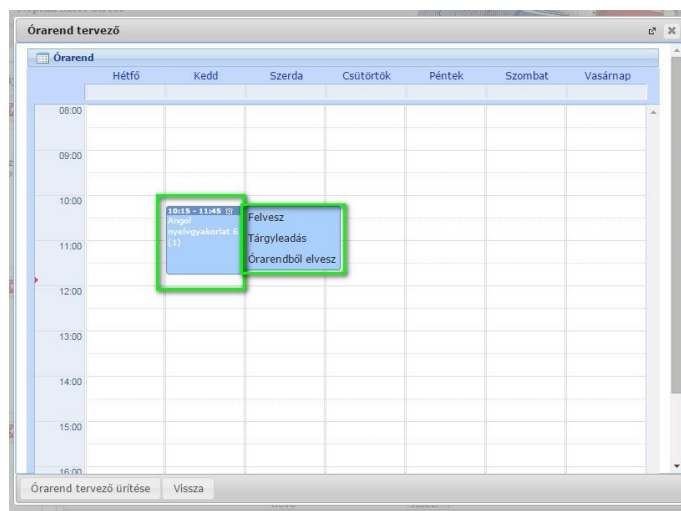 Órarend tervező
Órarend
Hétfő Kedd Szerda Csütörtök Péntek Szombat Vasárnap
08:00
09:00
10:00
10:15 - 11:45
Angol
nyelvgyakorlat 6
(1)
Felvesz
Tárgyleadás
Órarendből elvesz
11:00
12:00
13:00
14:00
15:00
16:00
Órarend tervező ürítése Vissza